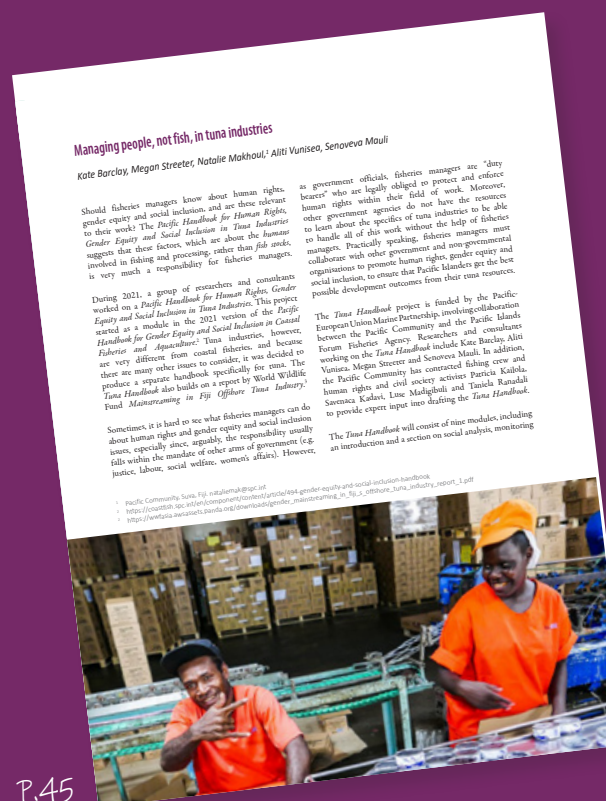 Managing people, not fish, in tuna industries
Kate Barclay, Megan Streeter, Natalie Makhoul,¹ Aliti Vunisea, Senoveva Mauli
Should fisheries managers know about human rights,
gender equity and social inclusion, and are these relevant
to their work? The Pacific Handbook for Human Rights,
Gender Equity and Social Inclusion in Tuna Industries
suggests that these factors, which are about the humans
involved in fishing and processing, rather than fish stocks,
is very much a responsibility for fisheries managers.
During 2021, a group of researchers and consultants
worked on a Pacific Handbook for Human Rights, Gender
Equity and Social Inclusion in Tuna Industries. This project
started as a module in the 2021 version of the Pacific
Handbook for Gender Equity and Social Inclusion in Coastal
Fisheries and Aquaculture.² Tuna industries, however,
are very different from coastal fisheries, and because
there are many other issues to consider, it was decided to
produce a separate handbook specifically for tuna. The
Tuna Handbook also builds on a report by World Wildlife
Fund Mainstreaming in Fiji Offshore Tuna Industry.³
Sometimes, it is hard to see what fisheries managers can do
about human rights and gender equity and social inclusion
issues, especially since, arguably, the responsibility usually
falls within the mandate of other arms of government (e.g.
justice, labour, social welfare, women's affairs). However,
as government officials, fisheries managers are "duty
bearers" who are legally obliged to protect and enforce
human rights within their field of work. Moreover,
other government agencies do not have the resources
to learn about the specifics of tuna industries to be able
to handle all of this work without the help of fisheries
managers. Practically speaking, fisheries managers must
collaborate with other government and non-governmental
organisations to promote human rights, gender equity and
social inclusion, to ensure that Pacific Islanders get the best
possible development outcomes from their tuna resources.
The Tuna Handbook project is funded by the Pacific-
European Union Marine Partnership, involving collaboration
between the Pacific Community and the Pacific Islands
Forum Fisheries Agency. Researchers and consultants
working on the Tuna Handbook include Kate Barclay, Aliti
Vunisea, Megan Streeter and Senoveva Mauli. In addition,
the Pacific Community has contracted fishing crew and
human rights and civil society activists Patricia Kailola,
Savenaca Kadavi, Luse Madigibuli and Taniela Ranadali
to provide expert input into drafting the Tuna Handbook.
The Tuna Handbook will consist of nine modules, including
an introduction and a section on social analysis, monitoring
¹ Pacific Community, Suva, Fiji. nataliemak@spc.int
² https://coastfish.spc.int/en/component/content/article/494-gender-equity-and-social-inclusion-handbook
³ https://wwfasia.awsassets.panda.org/downloads/gender_mainstreaming_in_fiji_s_offshore_tuna_industry_report_1.pdf
P.45